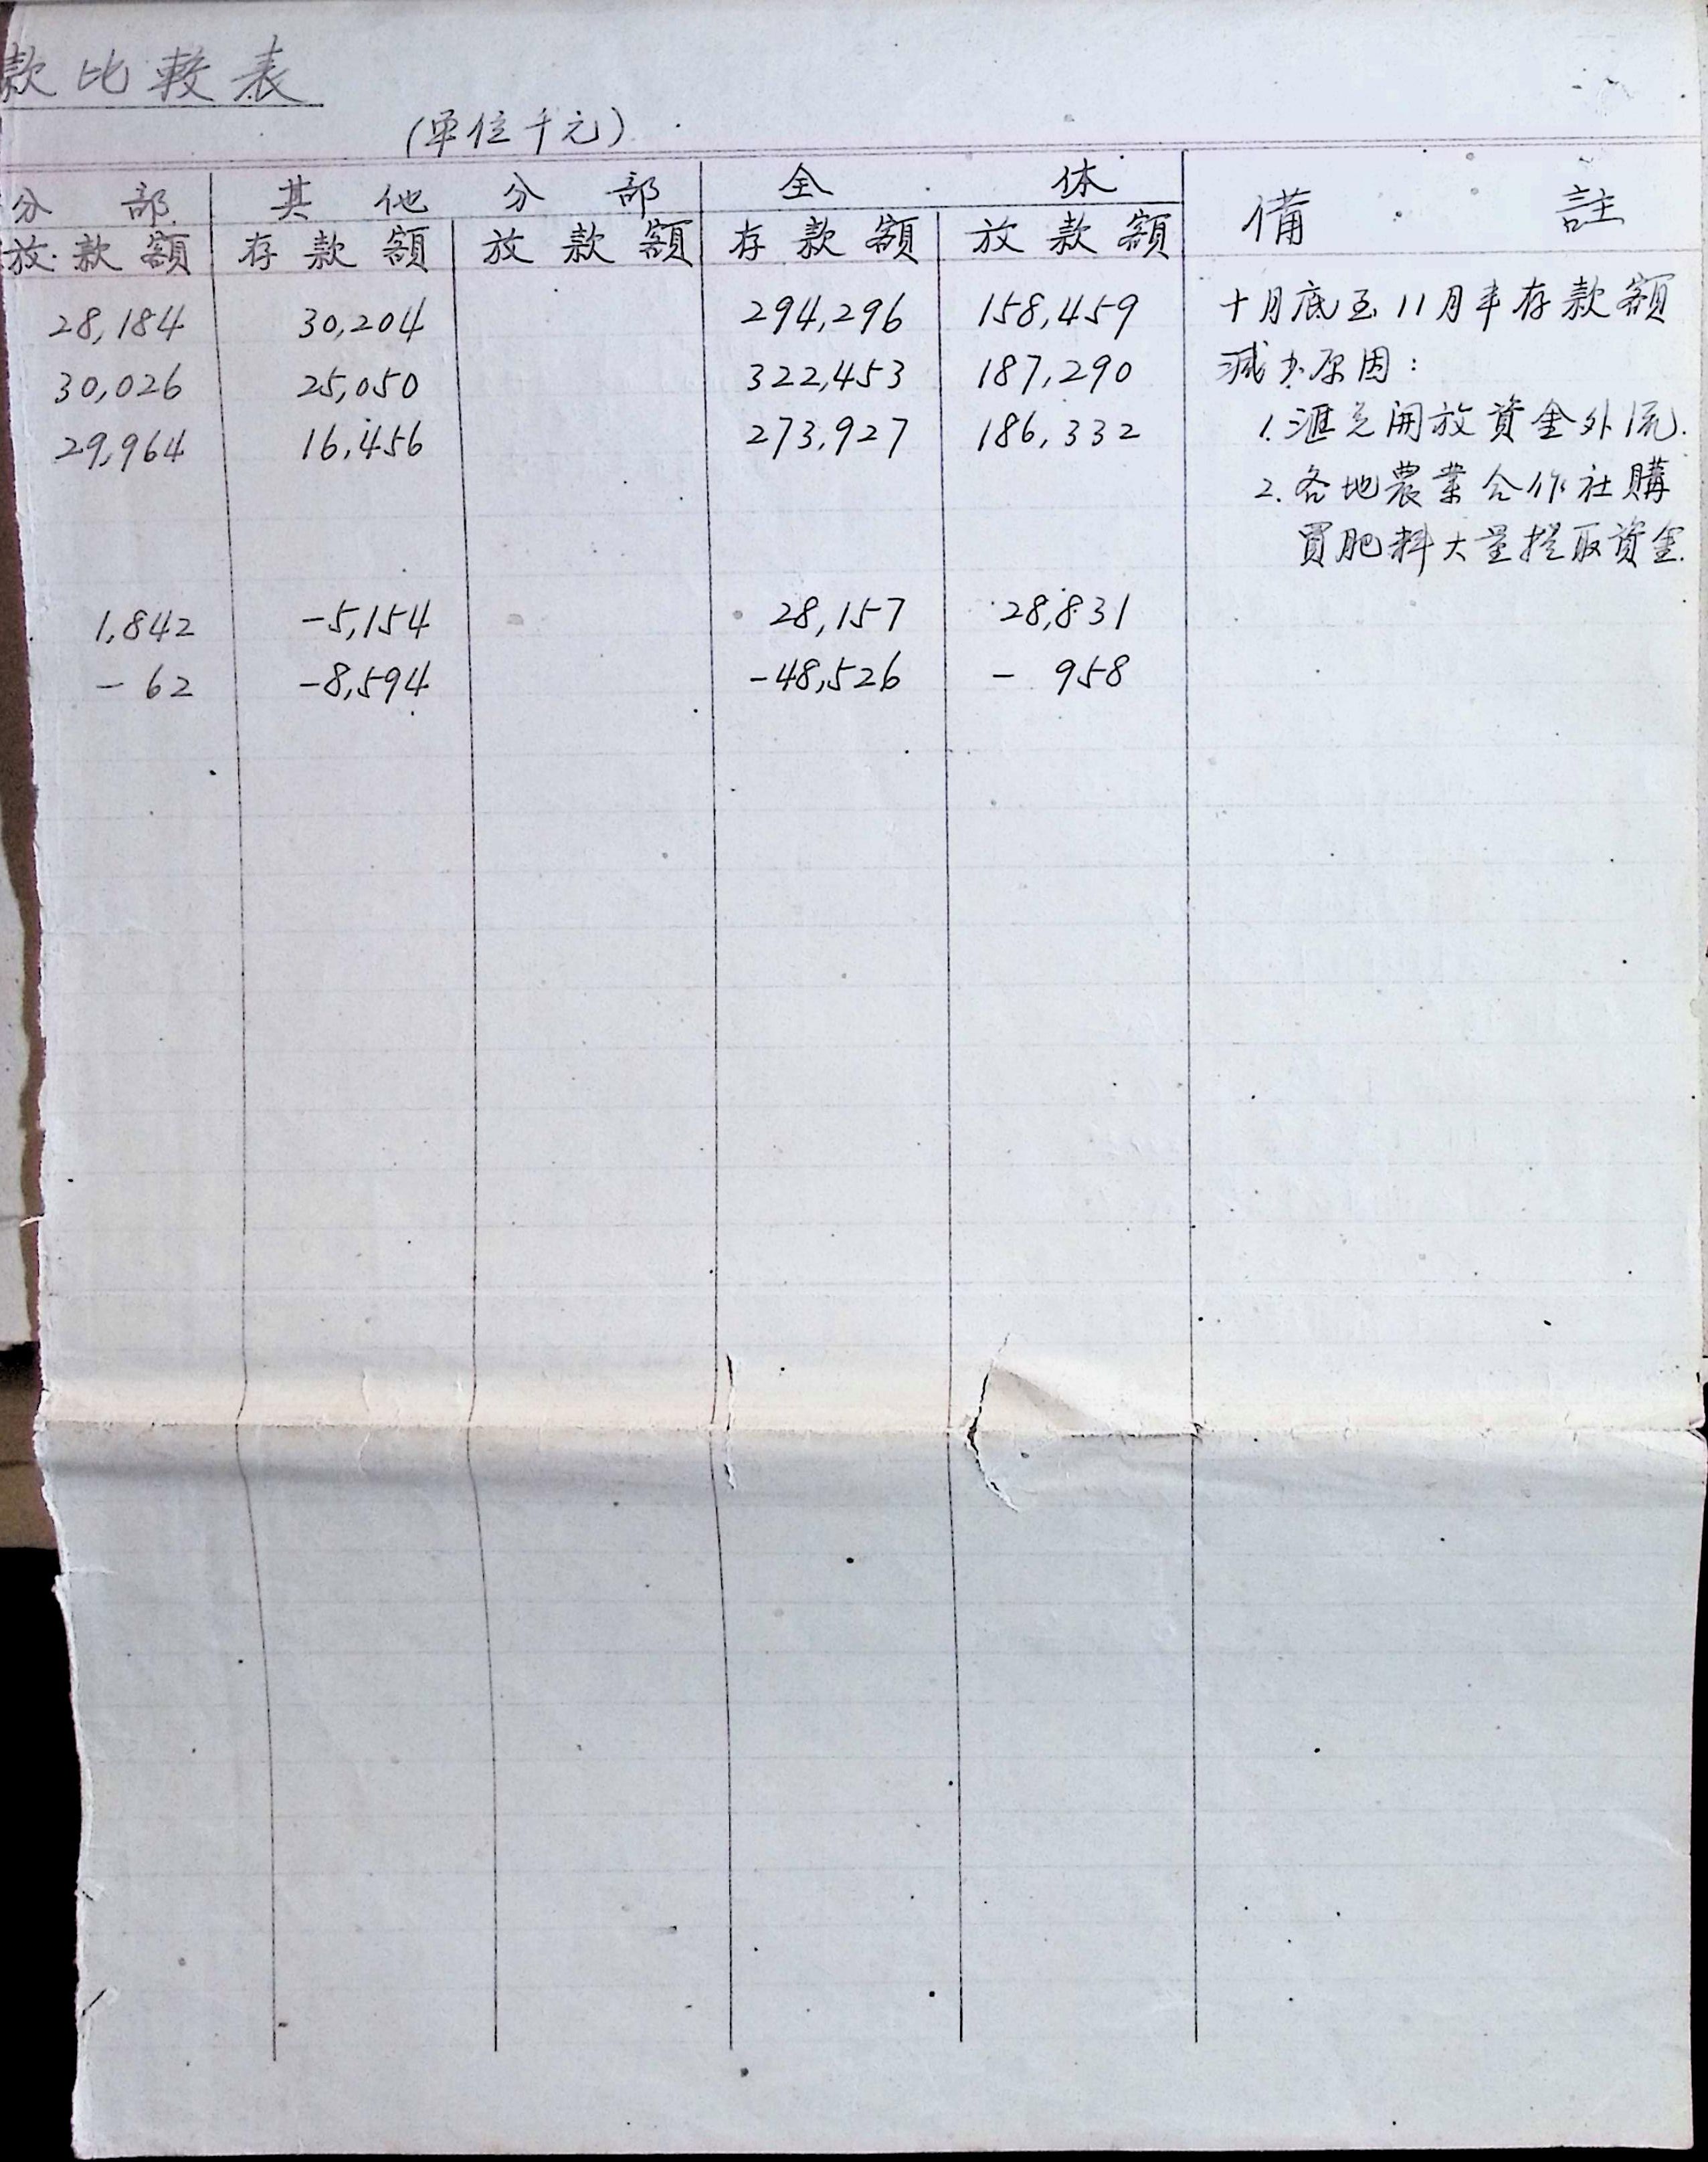 款比較表
(单位千元)
分部 其他分部 全体 備註
放款額 存款額 放款額 存款額 放款額
28,184 30,204 294,296 158,459 十月底至11月半存款額
30,026 25,050 322,453 187,290 減少原因:
29,964 16,456 273,927 186,332 1.滙兌開放資金外流.
2.各地農業合作社購
買肥料大量提取資金.
1,842 -5,154 28,157 28,831
-62 -8,594 -48,526 -958